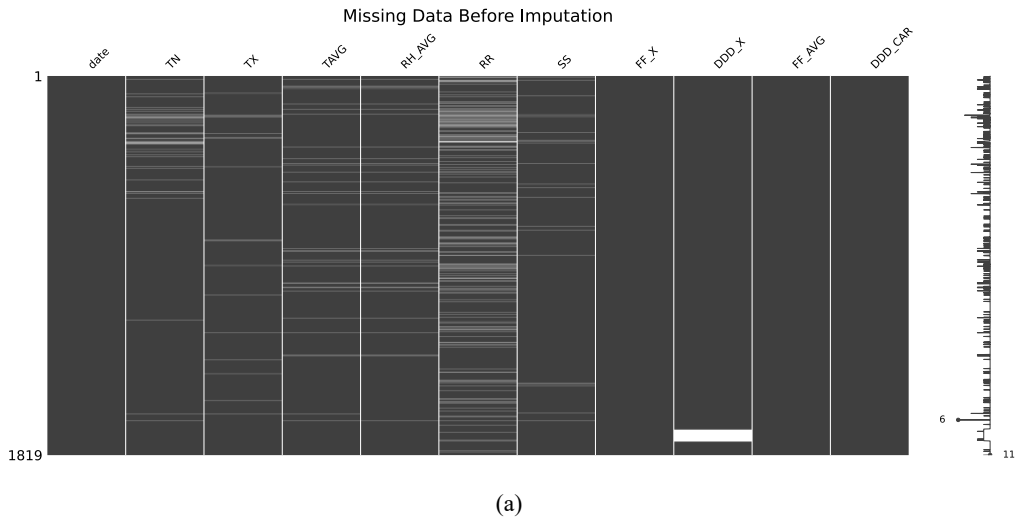 Missing Data Before Imputation
date TN TX TAVG RH_AVG RR SS FF_X DDD_X FF_AVG DDD_CAR
1
6
1819 11
(a)